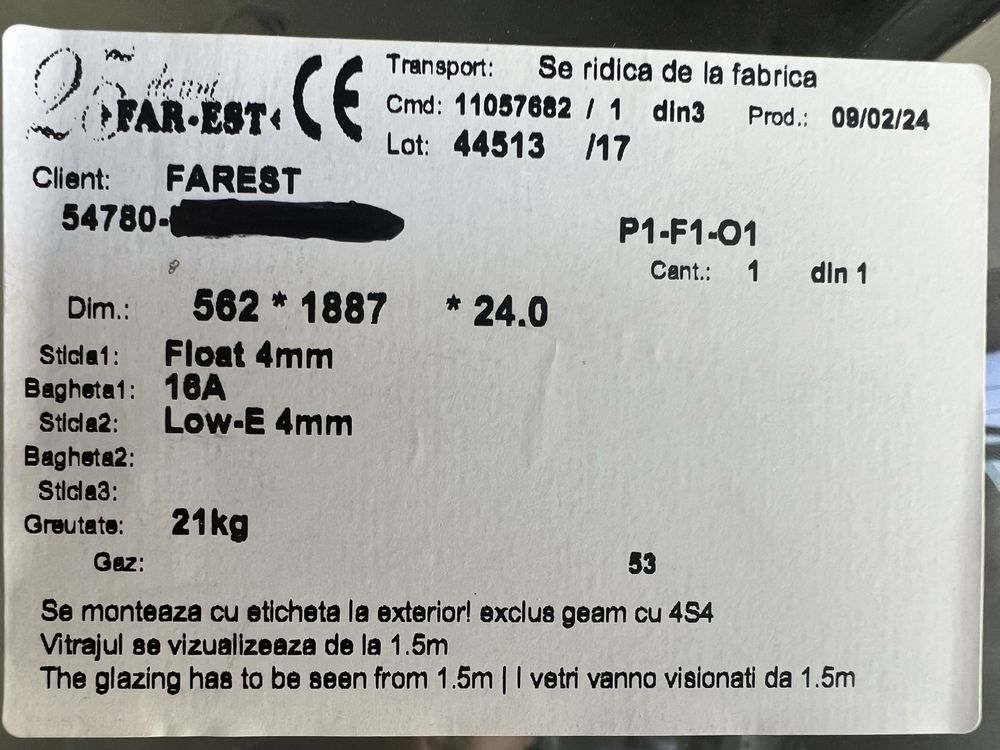 25 de ani
FAR-EST CE
Transport: Se ridica de la fabrica
Cmd: 11057682 / 1 din3 Prod.: 09/02/24
Lot: 44513 /17
Client: FAREST
54780-
P1-F1-O1
Cant.: 1 din 1
Dim.: 562 * 1887 * 24.0
Sticla1: Float 4mm
Bagheta1: 16A
Sticla2: Low-E 4mm
Bagheta2:
Sticla3:
Greutate: 21kg
Gaz: 53
Se monteaza cu eticheta la exterior! exclus geam cu 4S4
Vitrajul se vizualizeaza de la 1.5m
The glazing has to be seen from 1.5m | I vetri vanno visionati da 1.5m